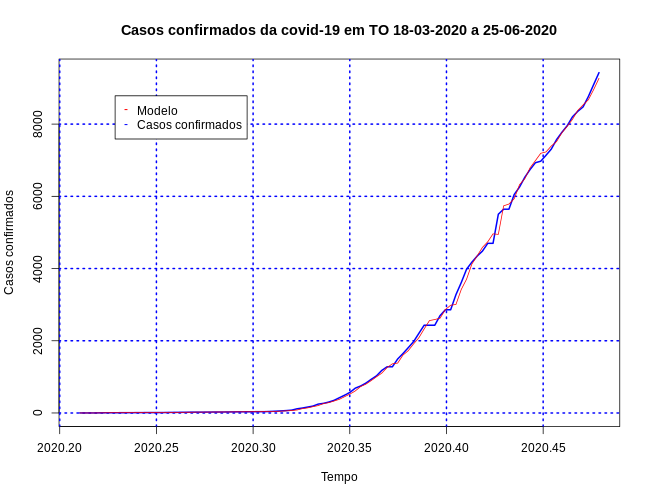 Casos confirmados da covid-19 em TO 18-03-2020 a 25-06-2020
Modelo
Casos confirmados
8000
6000
4000
2000
0
Casos confirmados
2020.20 2020.25 2020.30 2020.35 2020.40 2020.45
Tempo